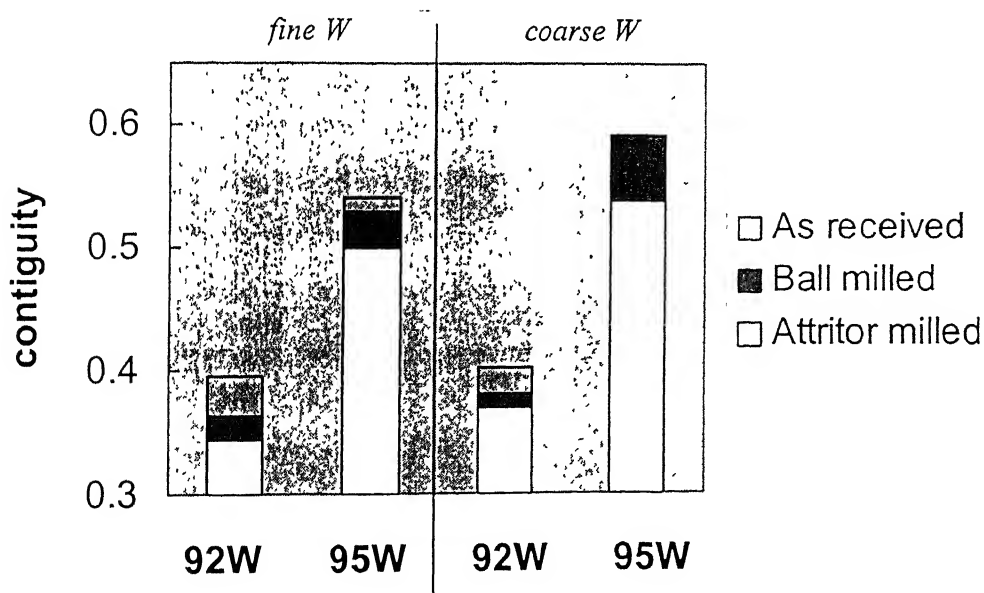 fine W coarse W
0.6
0.5
0.4
0.3
contiguity
As received
Ball milled
Attritor milled
92W 95W 92W 95W